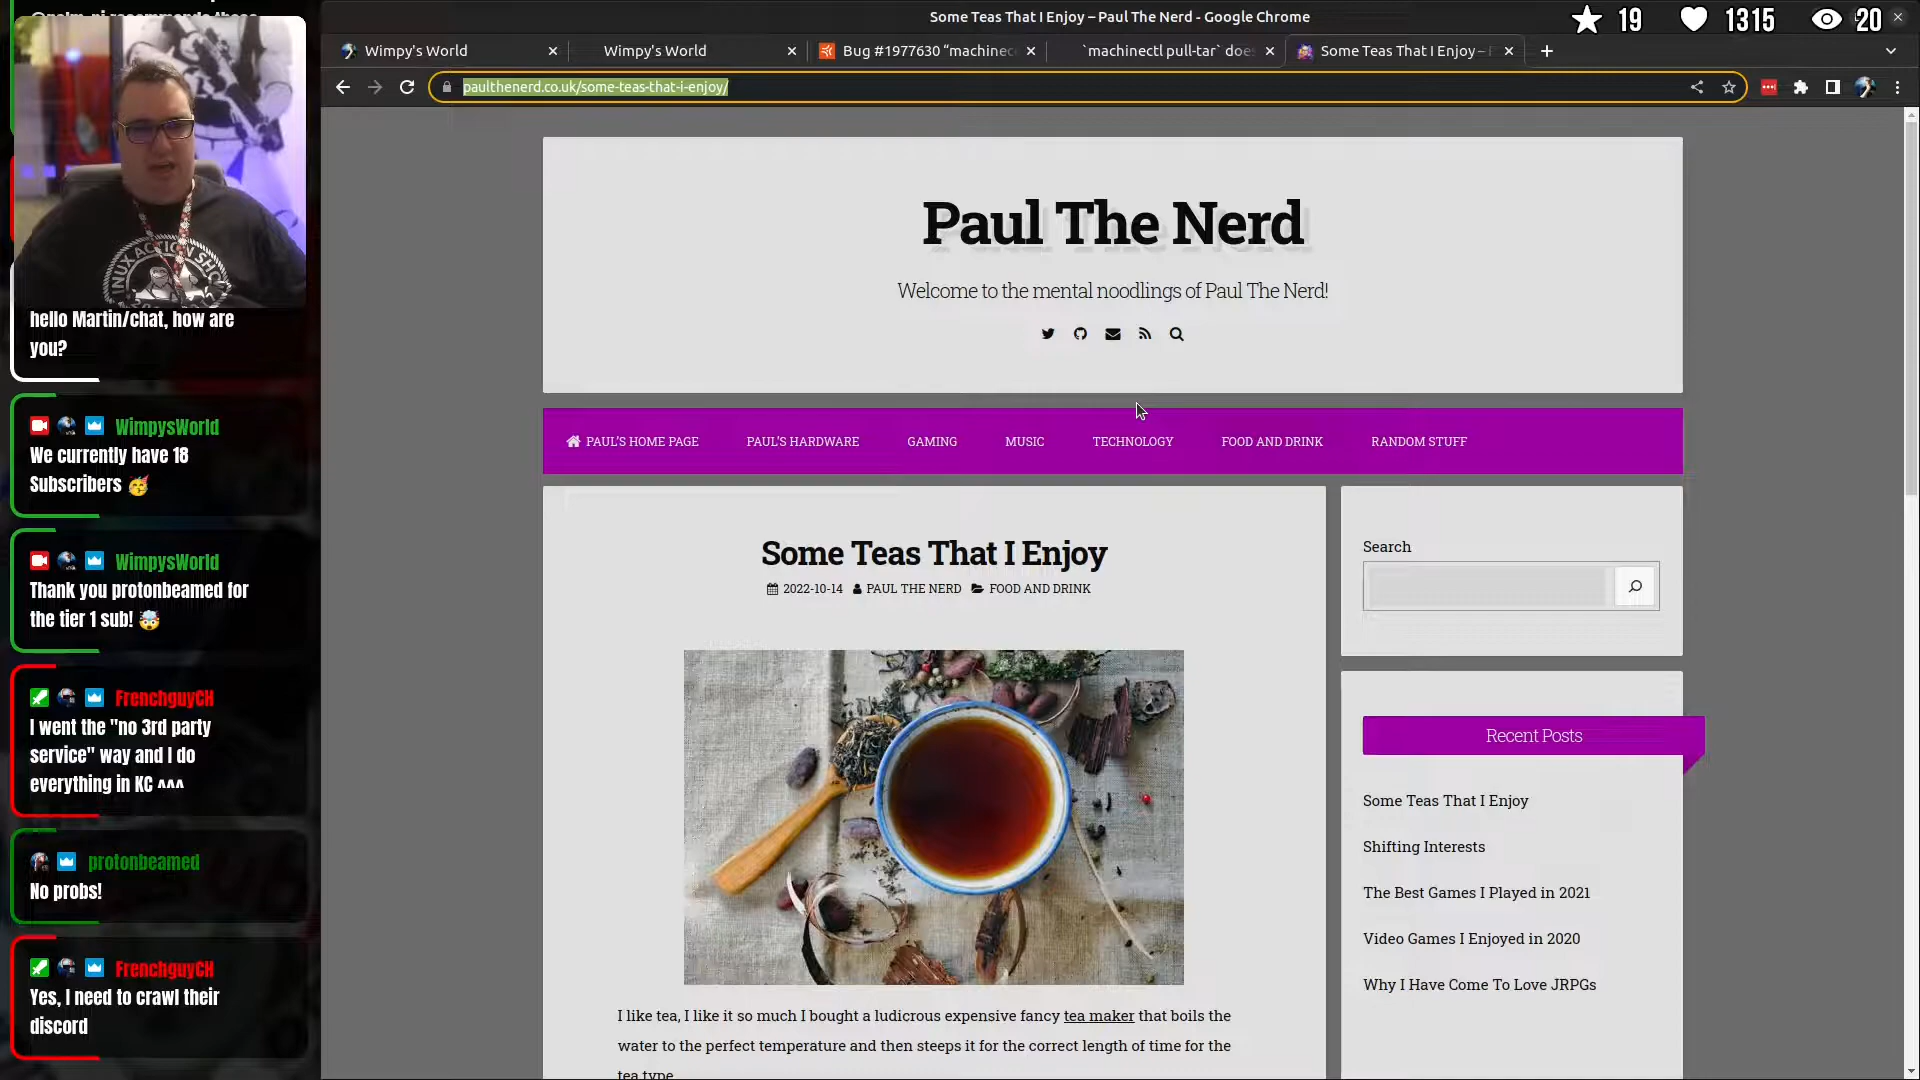 Some Teas That I Enjoy – Paul The Nerd - Google Chrome
19
1315
20
Wimpy's World
Wimpy's World
Bug #1977630 “machinec
`machinectl pull-tar` does
Some Teas That I Enjoy –
paulthenerd.co.uk/some-teas-that-i-enjoy/
LINUX ACTION SHOW
hello Martin/chat, how are
you?
WimpysWorld
We currently have 18
Subscribers 🥳
WimpysWorld
Thank you protonbeamed for
the tier 1 sub! 🤯
FrenchguyCH
I went the "no 3rd party
service" way and I do
everything in KC ^^^
protonbeamed
No probs!
FrenchguyCH
Yes, I need to crawl their
discord
Paul The Nerd
Welcome to the mental noodlings of Paul The Nerd!
PAUL'S HOME PAGE
PAUL'S HARDWARE
GAMING
MUSIC
TECHNOLOGY
FOOD AND DRINK
RANDOM STUFF
Some Teas That I Enjoy
2022-10-14 PAUL THE NERD FOOD AND DRINK
I like tea, I like it so much I bought a ludicrous expensive fancy tea maker that boils the
water to the perfect temperature and then steeps it for the correct length of time for the
tea type.
Search
Recent Posts
Some Teas That I Enjoy
Shifting Interests
The Best Games I Played in 2021
Video Games I Enjoyed in 2020
Why I Have Come To Love JRPGs